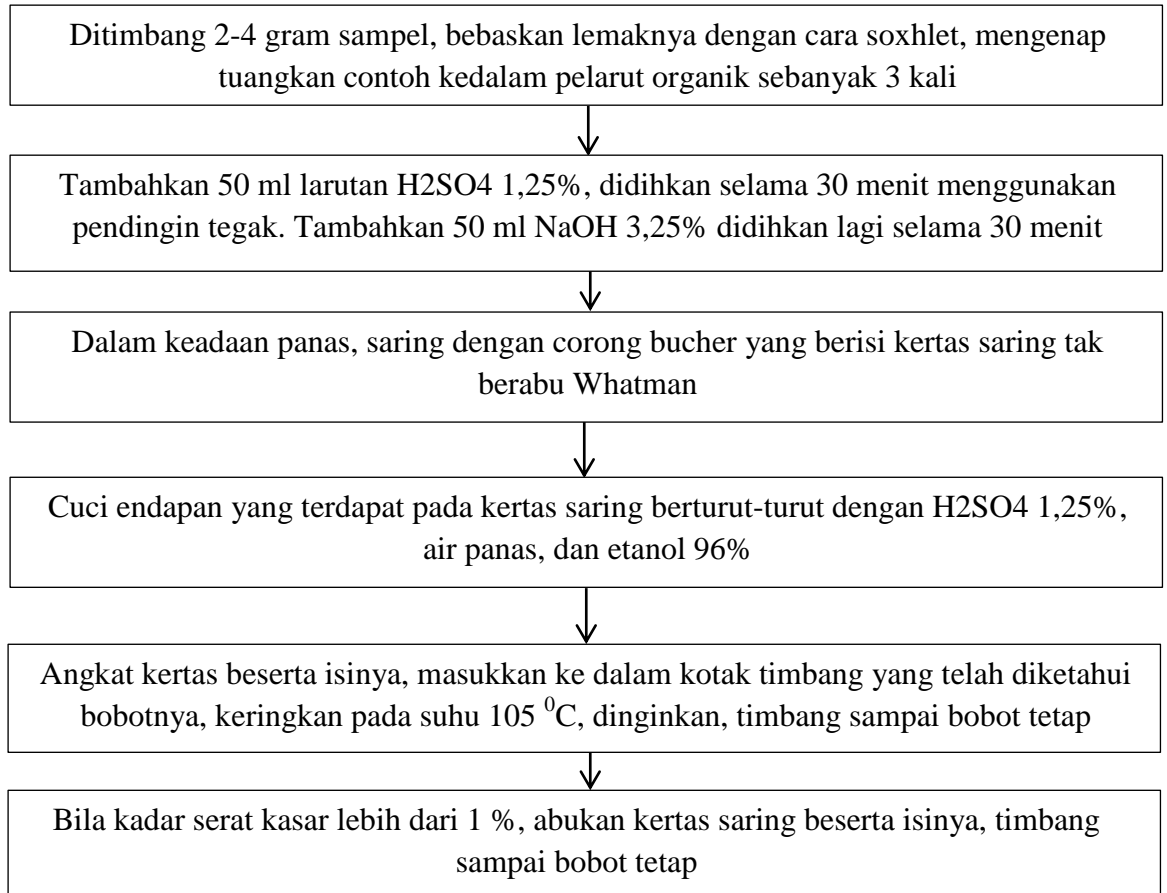 Ditimbang 2-4 gram sampel, bebaskan lemaknya dengan cara soxhlet, mengenap
tuangkan contoh kedalam pelarut organik sebanyak 3 kali
Tambahkan 50 ml larutan H2SO4 1,25%, didihkan selama 30 menit menggunakan
pendingin tegak. Tambahkan 50 ml NaOH 3,25% didihkan lagi selama 30 menit
Dalam keadaan panas, saring dengan corong bucher yang berisi kertas saring tak
berabu Whatman
Cuci endapan yang terdapat pada kertas saring berturut-turut dengan H2SO4 1,25%,
air panas, dan etanol 96%
Angkat kertas beserta isinya, masukkan ke dalam kotak timbang yang telah diketahui
bobotnya, keringkan pada suhu 105 ⁰C, dinginkan, timbang sampai bobot tetap
Bila kadar serat kasar lebih dari 1 %, abukan kertas saring beserta isinya, timbang
sampai bobot tetap